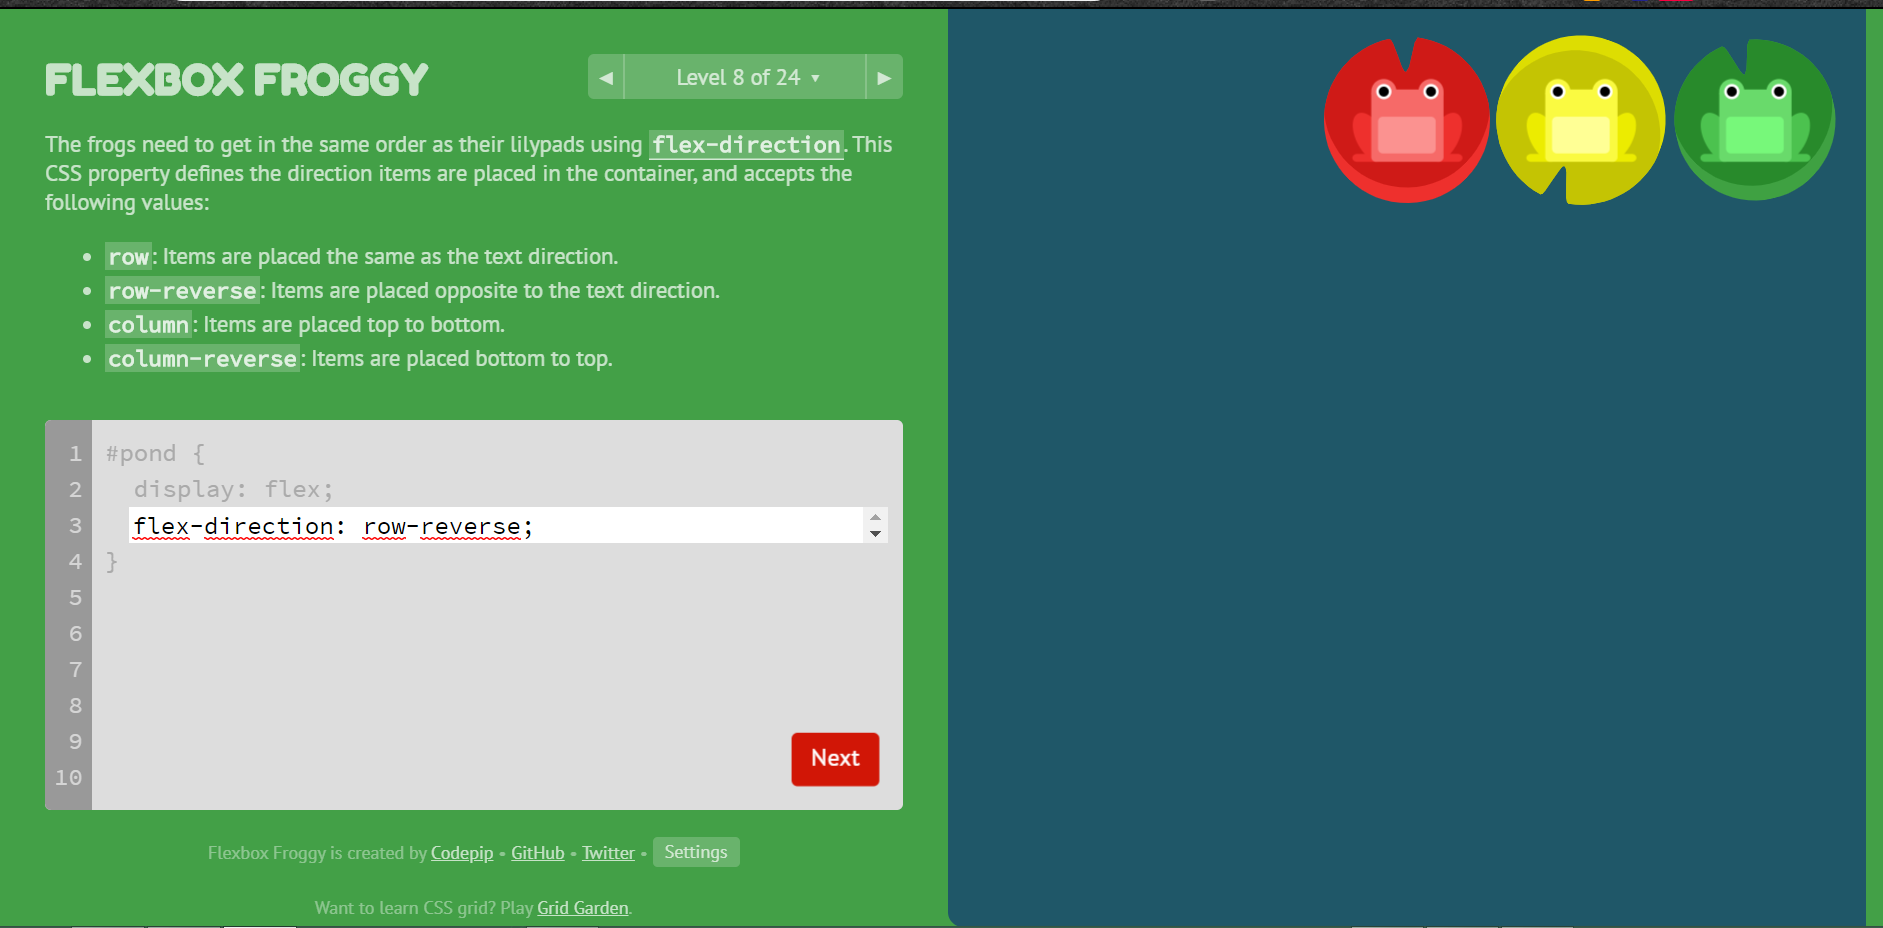 FLEXBOX FROGGY
◀ Level 8 of 24 ▼ ▶
The frogs need to get in the same order as their lilypads using flex-direction. This
CSS property defines the direction items are placed in the container, and accepts the
following values:
• row: Items are placed the same as the text direction.
• row-reverse: Items are placed opposite to the text direction.
• column: Items are placed top to bottom.
• column-reverse: Items are placed bottom to top.
1 #pond {
2 display: flex;
3 flex-direction: row-reverse;
4 }
5
6
7
8
9
10
Next
Flexbox Froggy is created by Codepip • GitHub • Twitter • Settings
Want to learn CSS grid? Play Grid Garden.